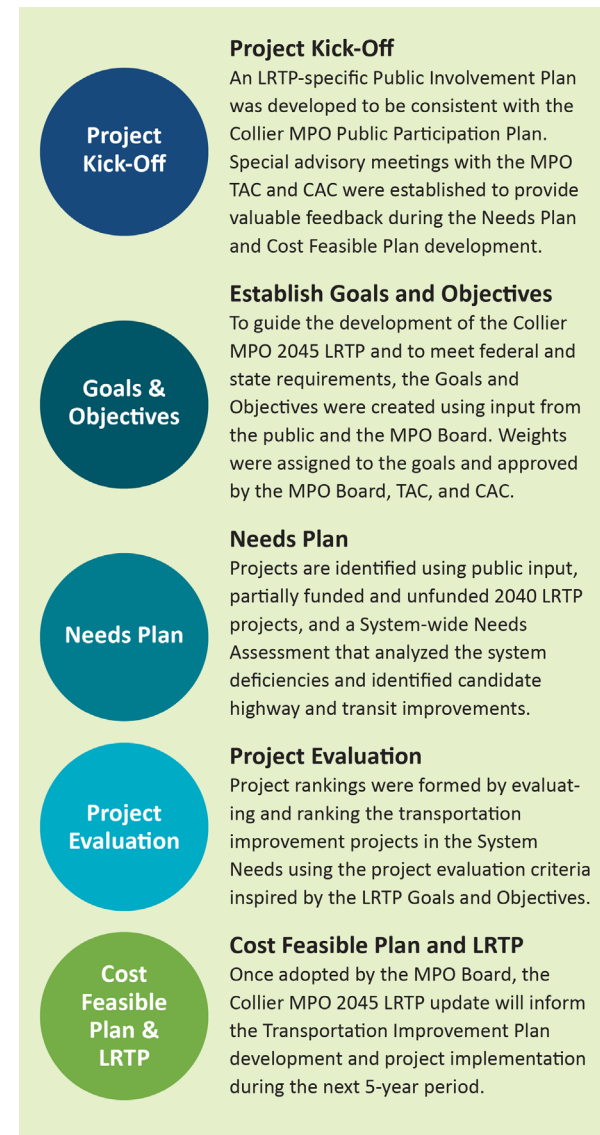 Project
Kick-Off
Project Kick-Off
An LRTP-specific Public Involvement Plan
was developed to be consistent with the
Collier MPO Public Participation Plan.
Special advisory meetings with the MPO
TAC and CAC were established to provide
valuable feedback during the Needs Plan
and Cost Feasible Plan development.
Goals &
Objectives
Establish Goals and Objectives
To guide the development of the Collier
MPO 2045 LRTP and to meet federal and
state requirements, the Goals and
Objectives were created using input from
the public and the MPO Board. Weights
were assigned to the goals and approved
by the MPO Board, TAC, and CAC.
Needs Plan
Needs Plan
Projects are identified using public input,
partially funded and unfunded 2040 LRTP
projects, and a System-wide Needs
Assessment that analyzed the system
deficiencies and identified candidate
highway and transit improvements.
Project
Evaluation
Project Evaluation
Project rankings were formed by evaluat-
ing and ranking the transportation
improvement projects in the System
Needs using the project evaluation criteria
inspired by the LRTP Goals and Objectives.
Cost
Feasible
Plan &
LRTP
Cost Feasible Plan and LRTP
Once adopted by the MPO Board, the
Collier MPO 2045 LRTP update will inform
the Transportation Improvement Plan
development and project implementation
during the next 5-year period.